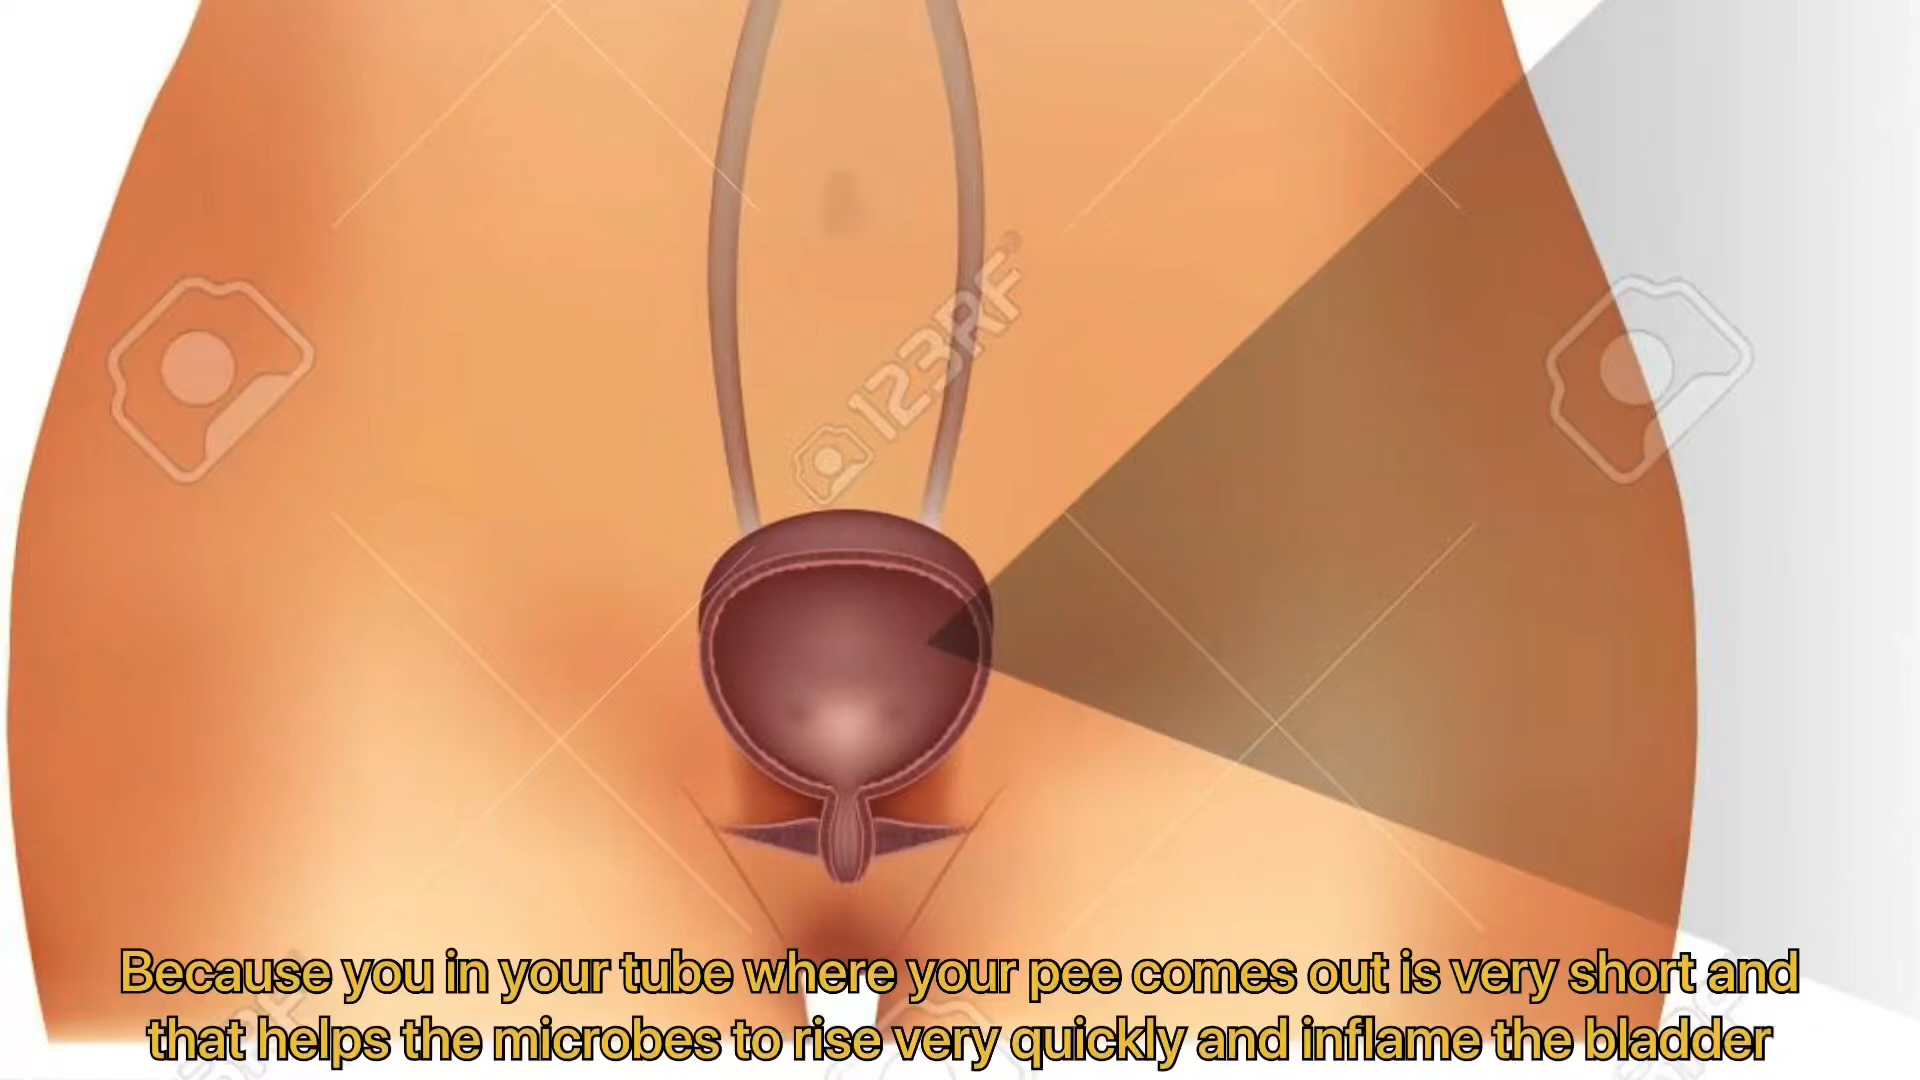 123RF
Because you in your tube where your pee comes out is very short and
that helps the microbes to rise very quickly and inflame the bladder